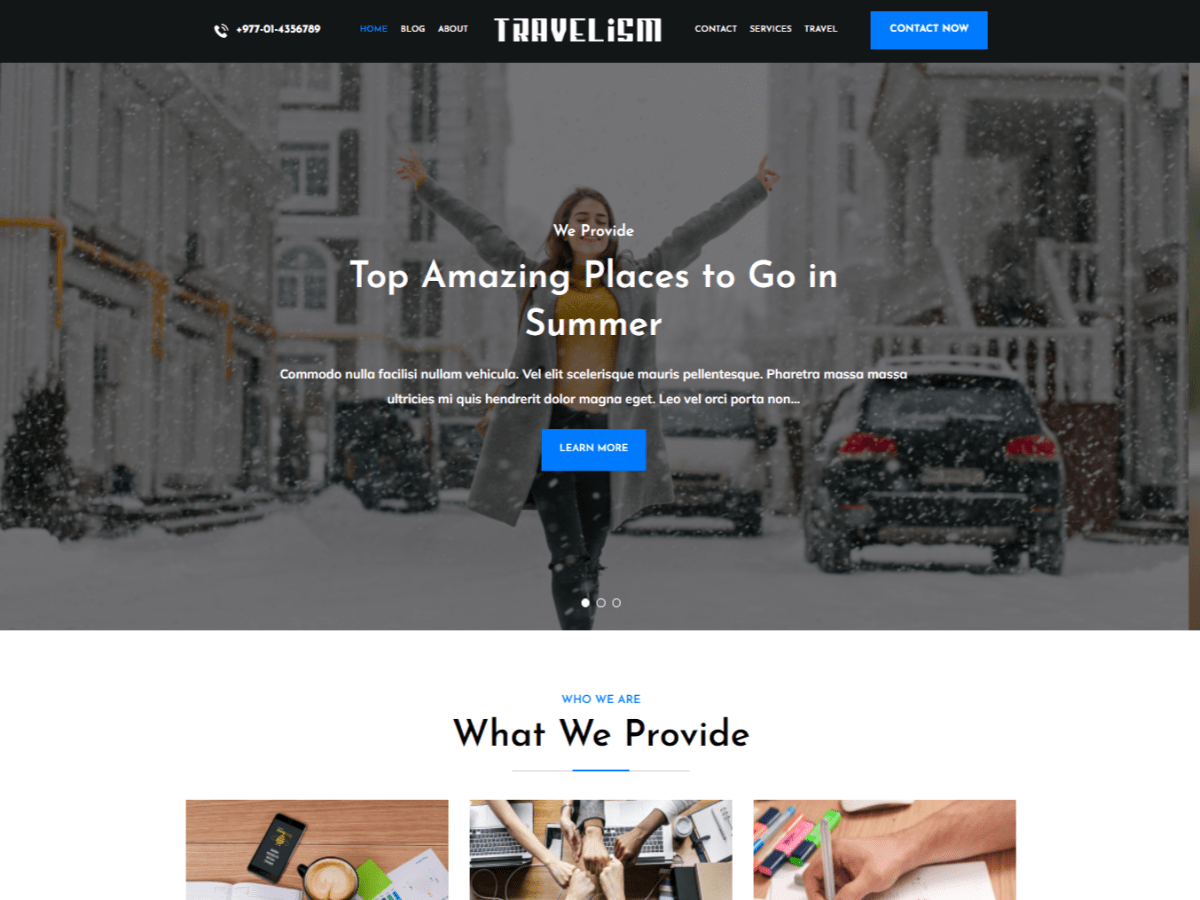 +977-01-4356789
HOME BLOG ABOUT
TRAVELiSM
CONTACT SERVICES TRAVEL
CONTACT NOW
We Provide
Top Amazing Places to Go in
Summer
Commodo nulla facilisi nullam vehicula. Vel elit scelerisque mauris pellentesque. Pharetra massa massa
ultricies mi quis hendrerit dolor magna eget. Leo vel orci porta non...
LEARN MORE
WHO WE ARE
What We Provide